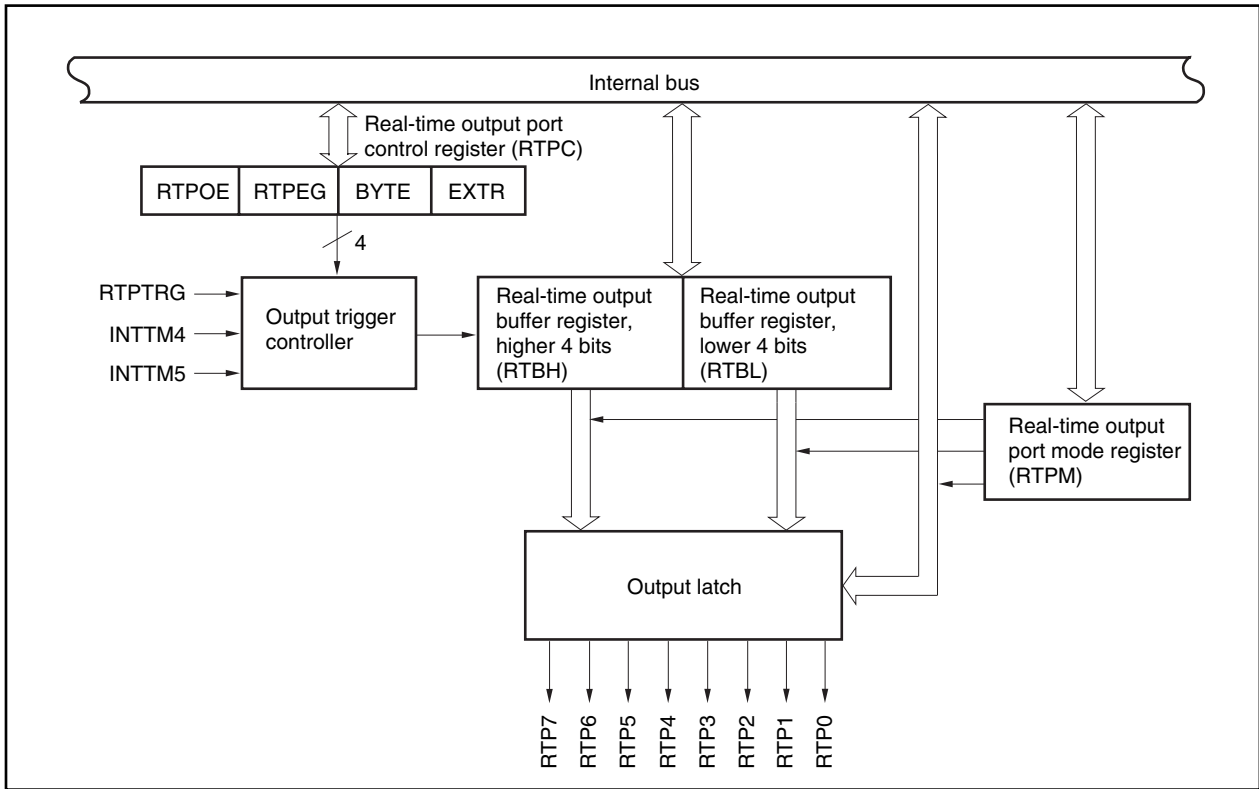 Internal bus
Real-time output port
control register (RTPC)
RTPOE RTPEG BYTE EXTR
4
RTPTRG
INTTM4
INTTM5
Output trigger
controller
Real-time output
buffer register,
higher 4 bits
(RTBH)
Real-time output
buffer register,
lower 4 bits
(RTBL)
Real-time output
port mode register
(RTPM)
Output latch
RTP7
RTP6
RTP5
RTP4
RTP3
RTP2
RTP1
RTP0